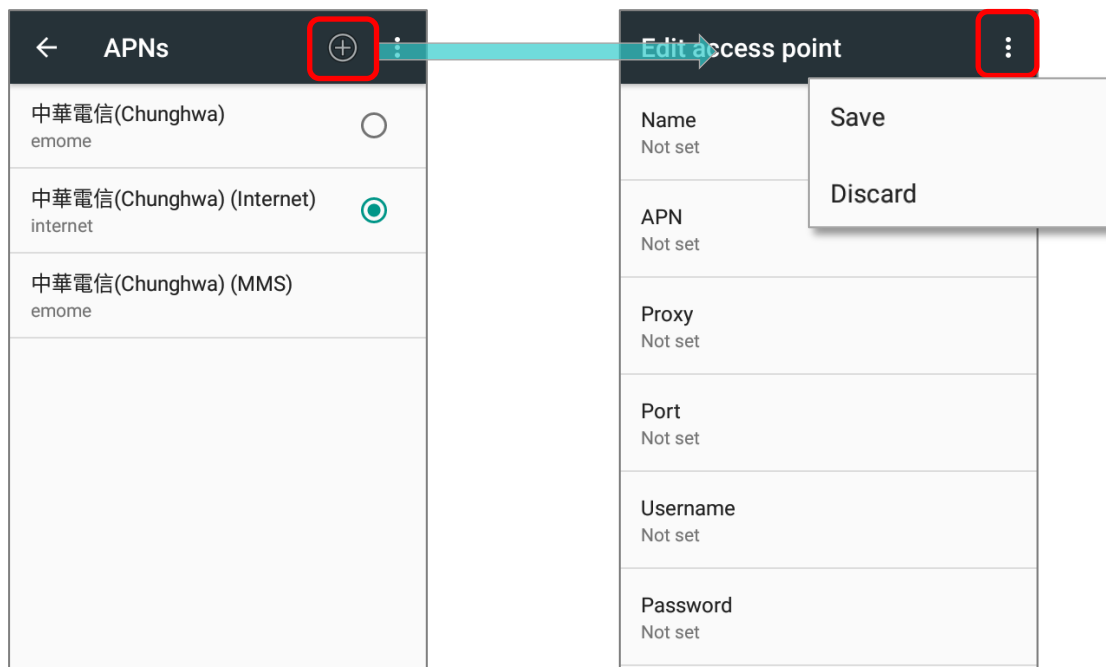 APNs
中華電信(Chunghwa)
emome
中華電信(Chunghwa) (Internet)
internet
中華電信(Chunghwa) (MMS)
emome
Edit access point
Save
Discard
Name
Not set
APN
Not set
Proxy
Not set
Port
Not set
Username
Not set
Password
Not set